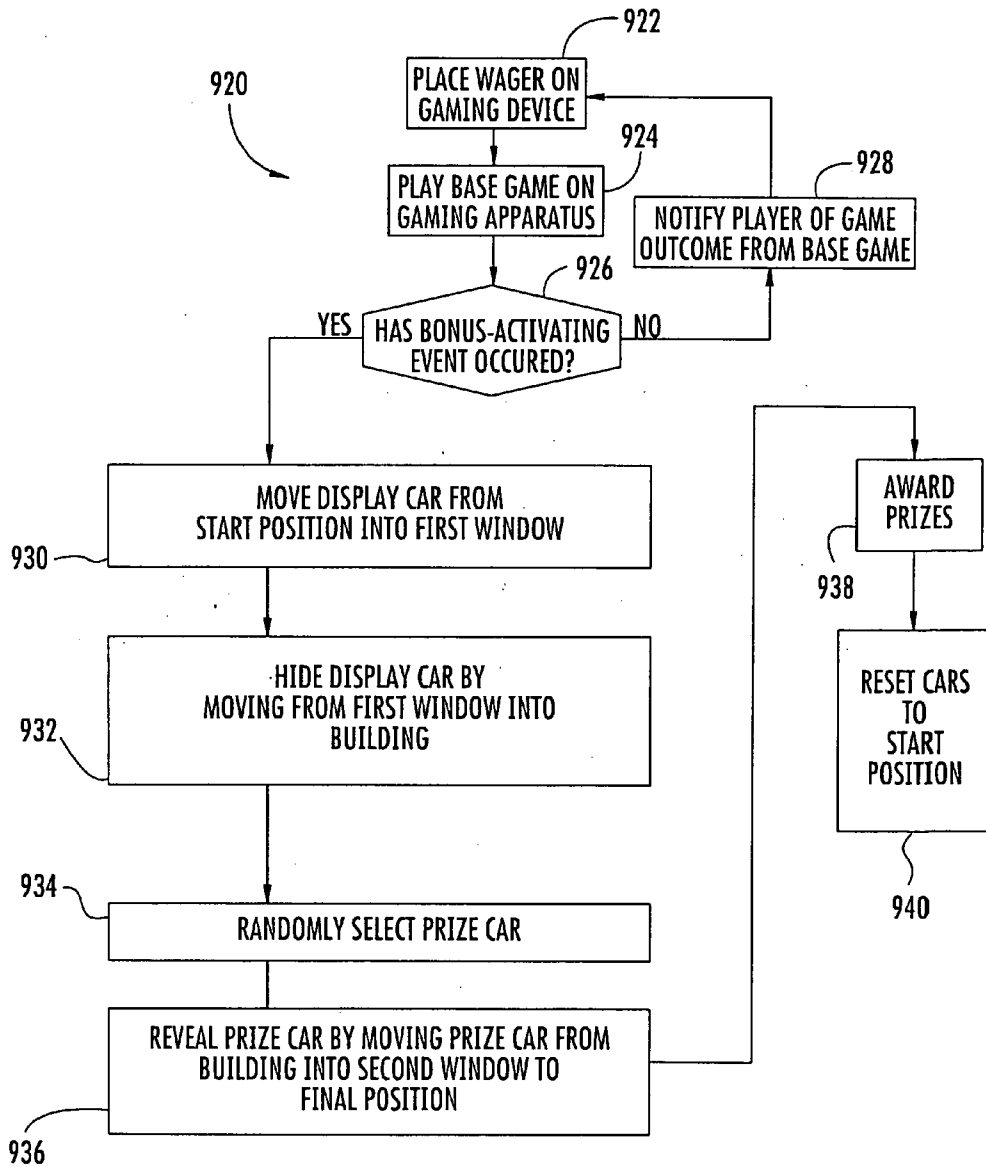 922
920
PLACE WAGER ON
GAMING DEVICE
924
PLAY BASE GAME ON
GAMING APPARATUS
928
NOTIFY PLAYER OF GAME
OUTCOME FROM BASE GAME
926
YES
HAS BONUS-ACTIVATING
EVENT OCCURED?
NO
MOVE DISPLAY CAR FROM
START POSITION INTO FIRST WINDOW
930
HIDE DISPLAY CAR BY
MOVING FROM FIRST WINDOW INTO
BUILDING
932
934
RANDOMLY SELECT PRIZE CAR
REVEAL PRIZE CAR BY MOVING PRIZE CAR FROM
BUILDING INTO SECOND WINDOW TO
FINAL POSITION
936
AWARD
PRIZES
938
RESET CARS
TO
START
POSITION
940